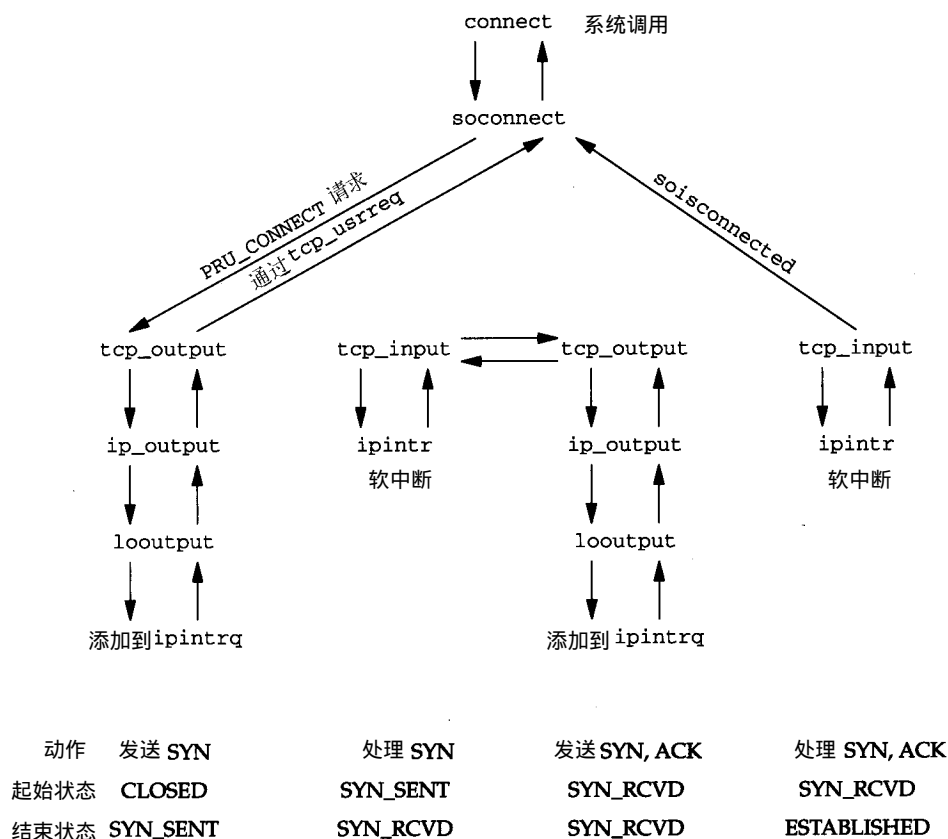 connect 系统调用
soconnect
PRU_CONNECT 请求
通过tcp_usrreq
soisconnected
tcp_output tcp_input tcp_output tcp_input
ip_output ipintr ip_output ipintr
软中断 软中断
looutput looutput
添加到ipintrq 添加到ipintrq
动作 发送 SYN 处理 SYN 发送 SYN, ACK 处理 SYN, ACK
起始状态 CLOSED SYN_SENT SYN_RCVD SYN_RCVD
结束状态 SYN_SENT SYN_RCVD SYN_RCVD ESTABLISHED